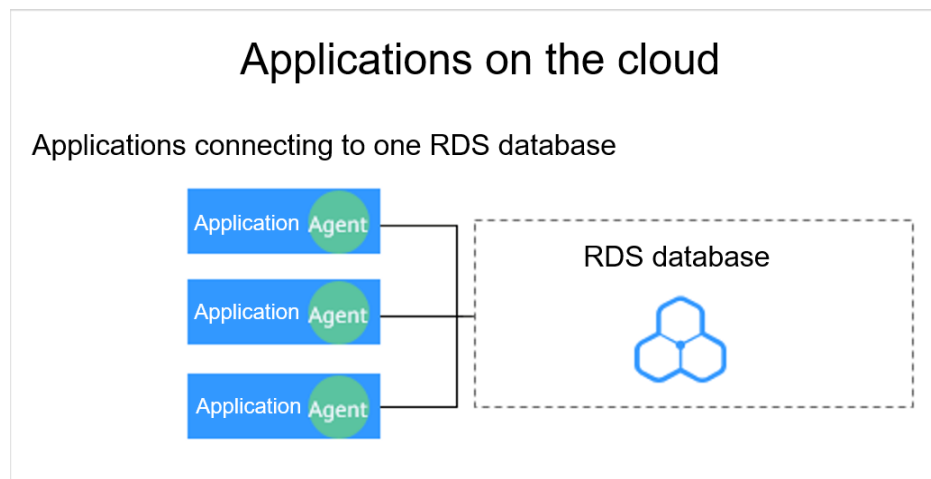 Applications on the cloud
Applications connecting to one RDS database
Application Agent
RDS database
Application Agent
Application Agent